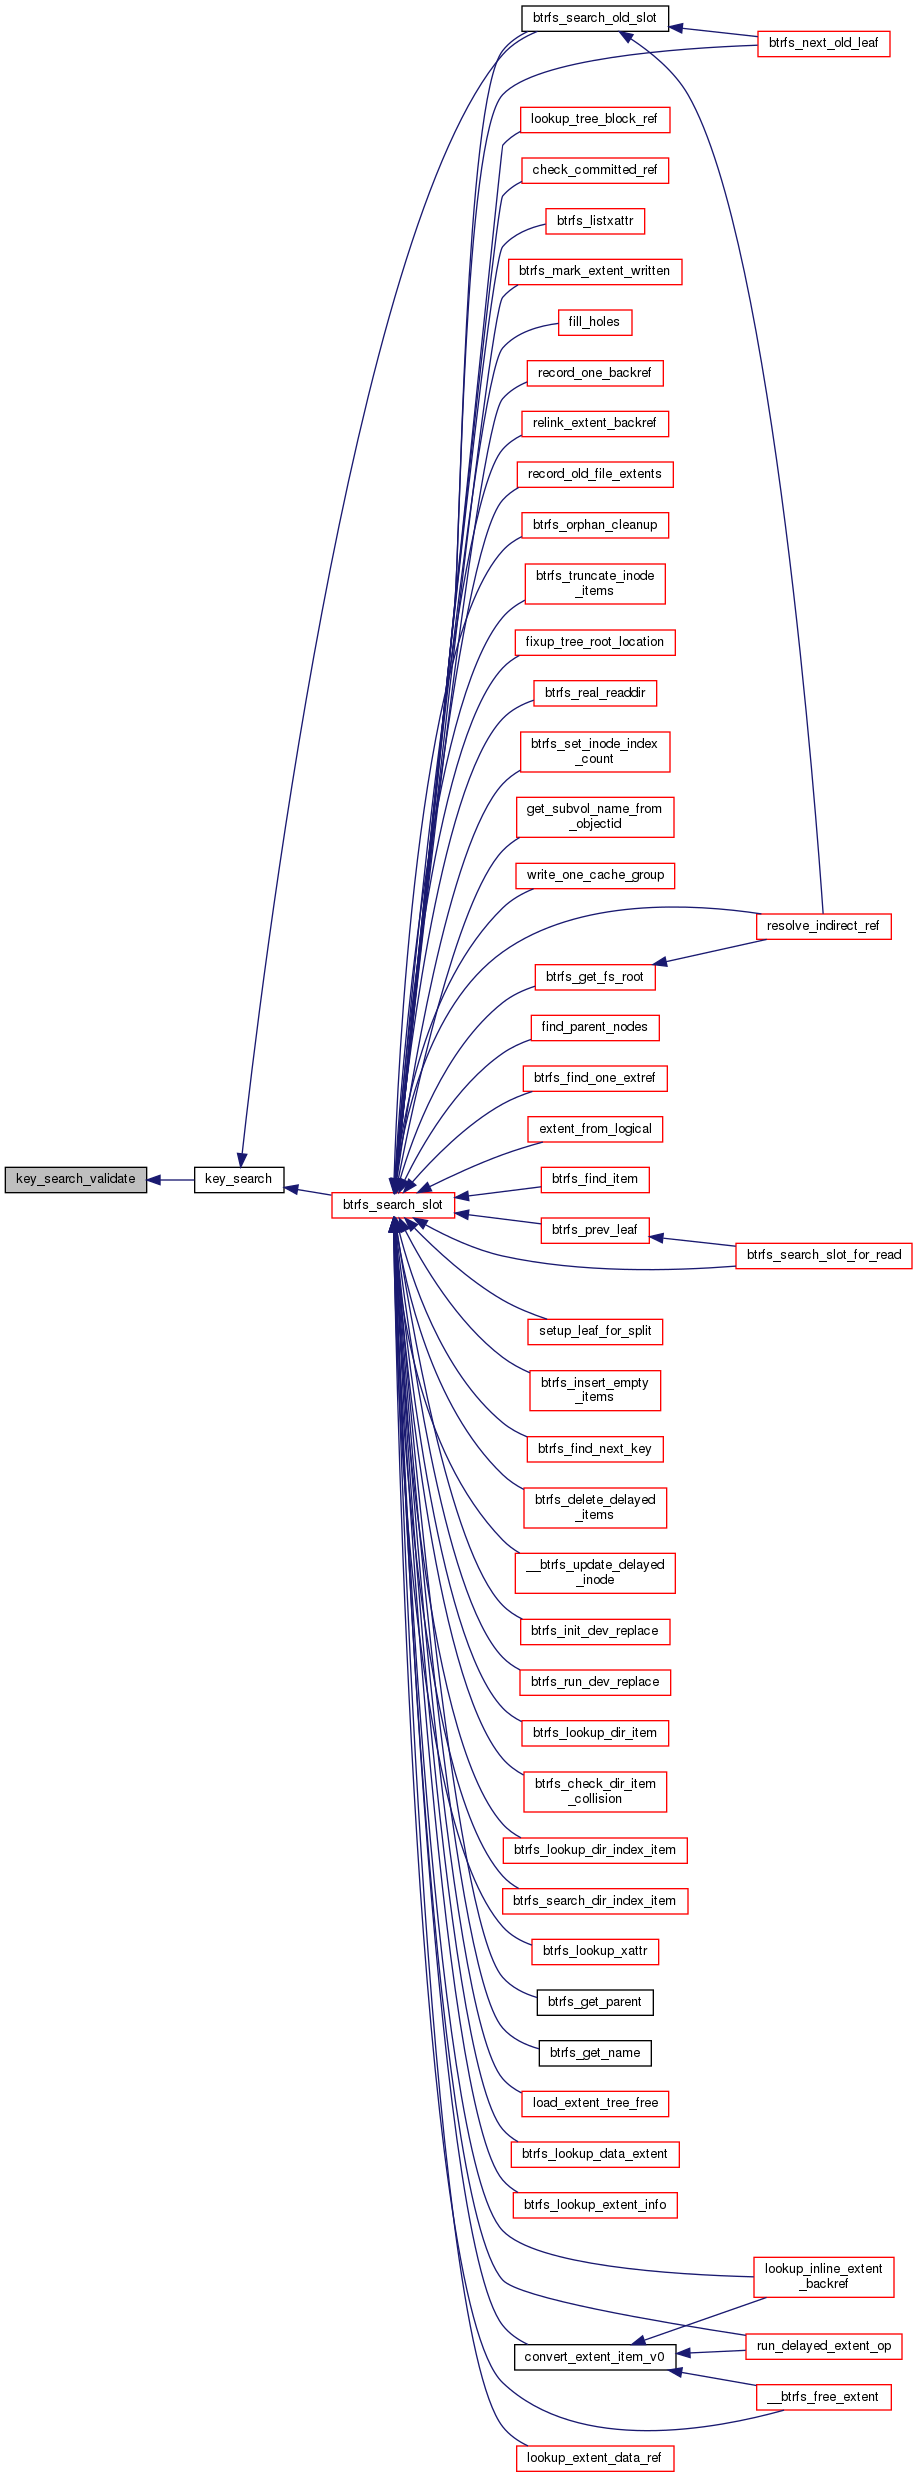 btrfs_search_old_slot
btrfs_next_old_leaf
lookup_tree_block_ref
check_committed_ref
btrfs_listxattr
btrfs_mark_extent_written
fill_holes
record_one_backref
relink_extent_backref
record_old_file_extents
btrfs_orphan_cleanup
btrfs_truncate_inode
_items
fixup_tree_root_location
btrfs_real_readdir
btrfs_set_inode_index
_count
get_subvol_name_from
_objectid
write_one_cache_group
resolve_indirect_ref
btrfs_get_fs_root
find_parent_nodes
btrfs_find_one_extref
extent_from_logical
key_search_validate
key_search
btrfs_search_slot
btrfs_find_item
btrfs_prev_leaf
btrfs_search_slot_for_read
setup_leaf_for_split
btrfs_insert_empty
_items
btrfs_find_next_key
btrfs_delete_delayed
_items
__btrfs_update_delayed
_inode
btrfs_init_dev_replace
btrfs_run_dev_replace
btrfs_lookup_dir_item
btrfs_check_dir_item
_collision
btrfs_lookup_dir_index_item
btrfs_search_dir_index_item
btrfs_lookup_xattr
btrfs_get_parent
btrfs_get_name
load_extent_tree_free
btrfs_lookup_data_extent
btrfs_lookup_extent_info
lookup_inline_extent
_backref
run_delayed_extent_op
convert_extent_item_v0
__btrfs_free_extent
lookup_extent_data_ref